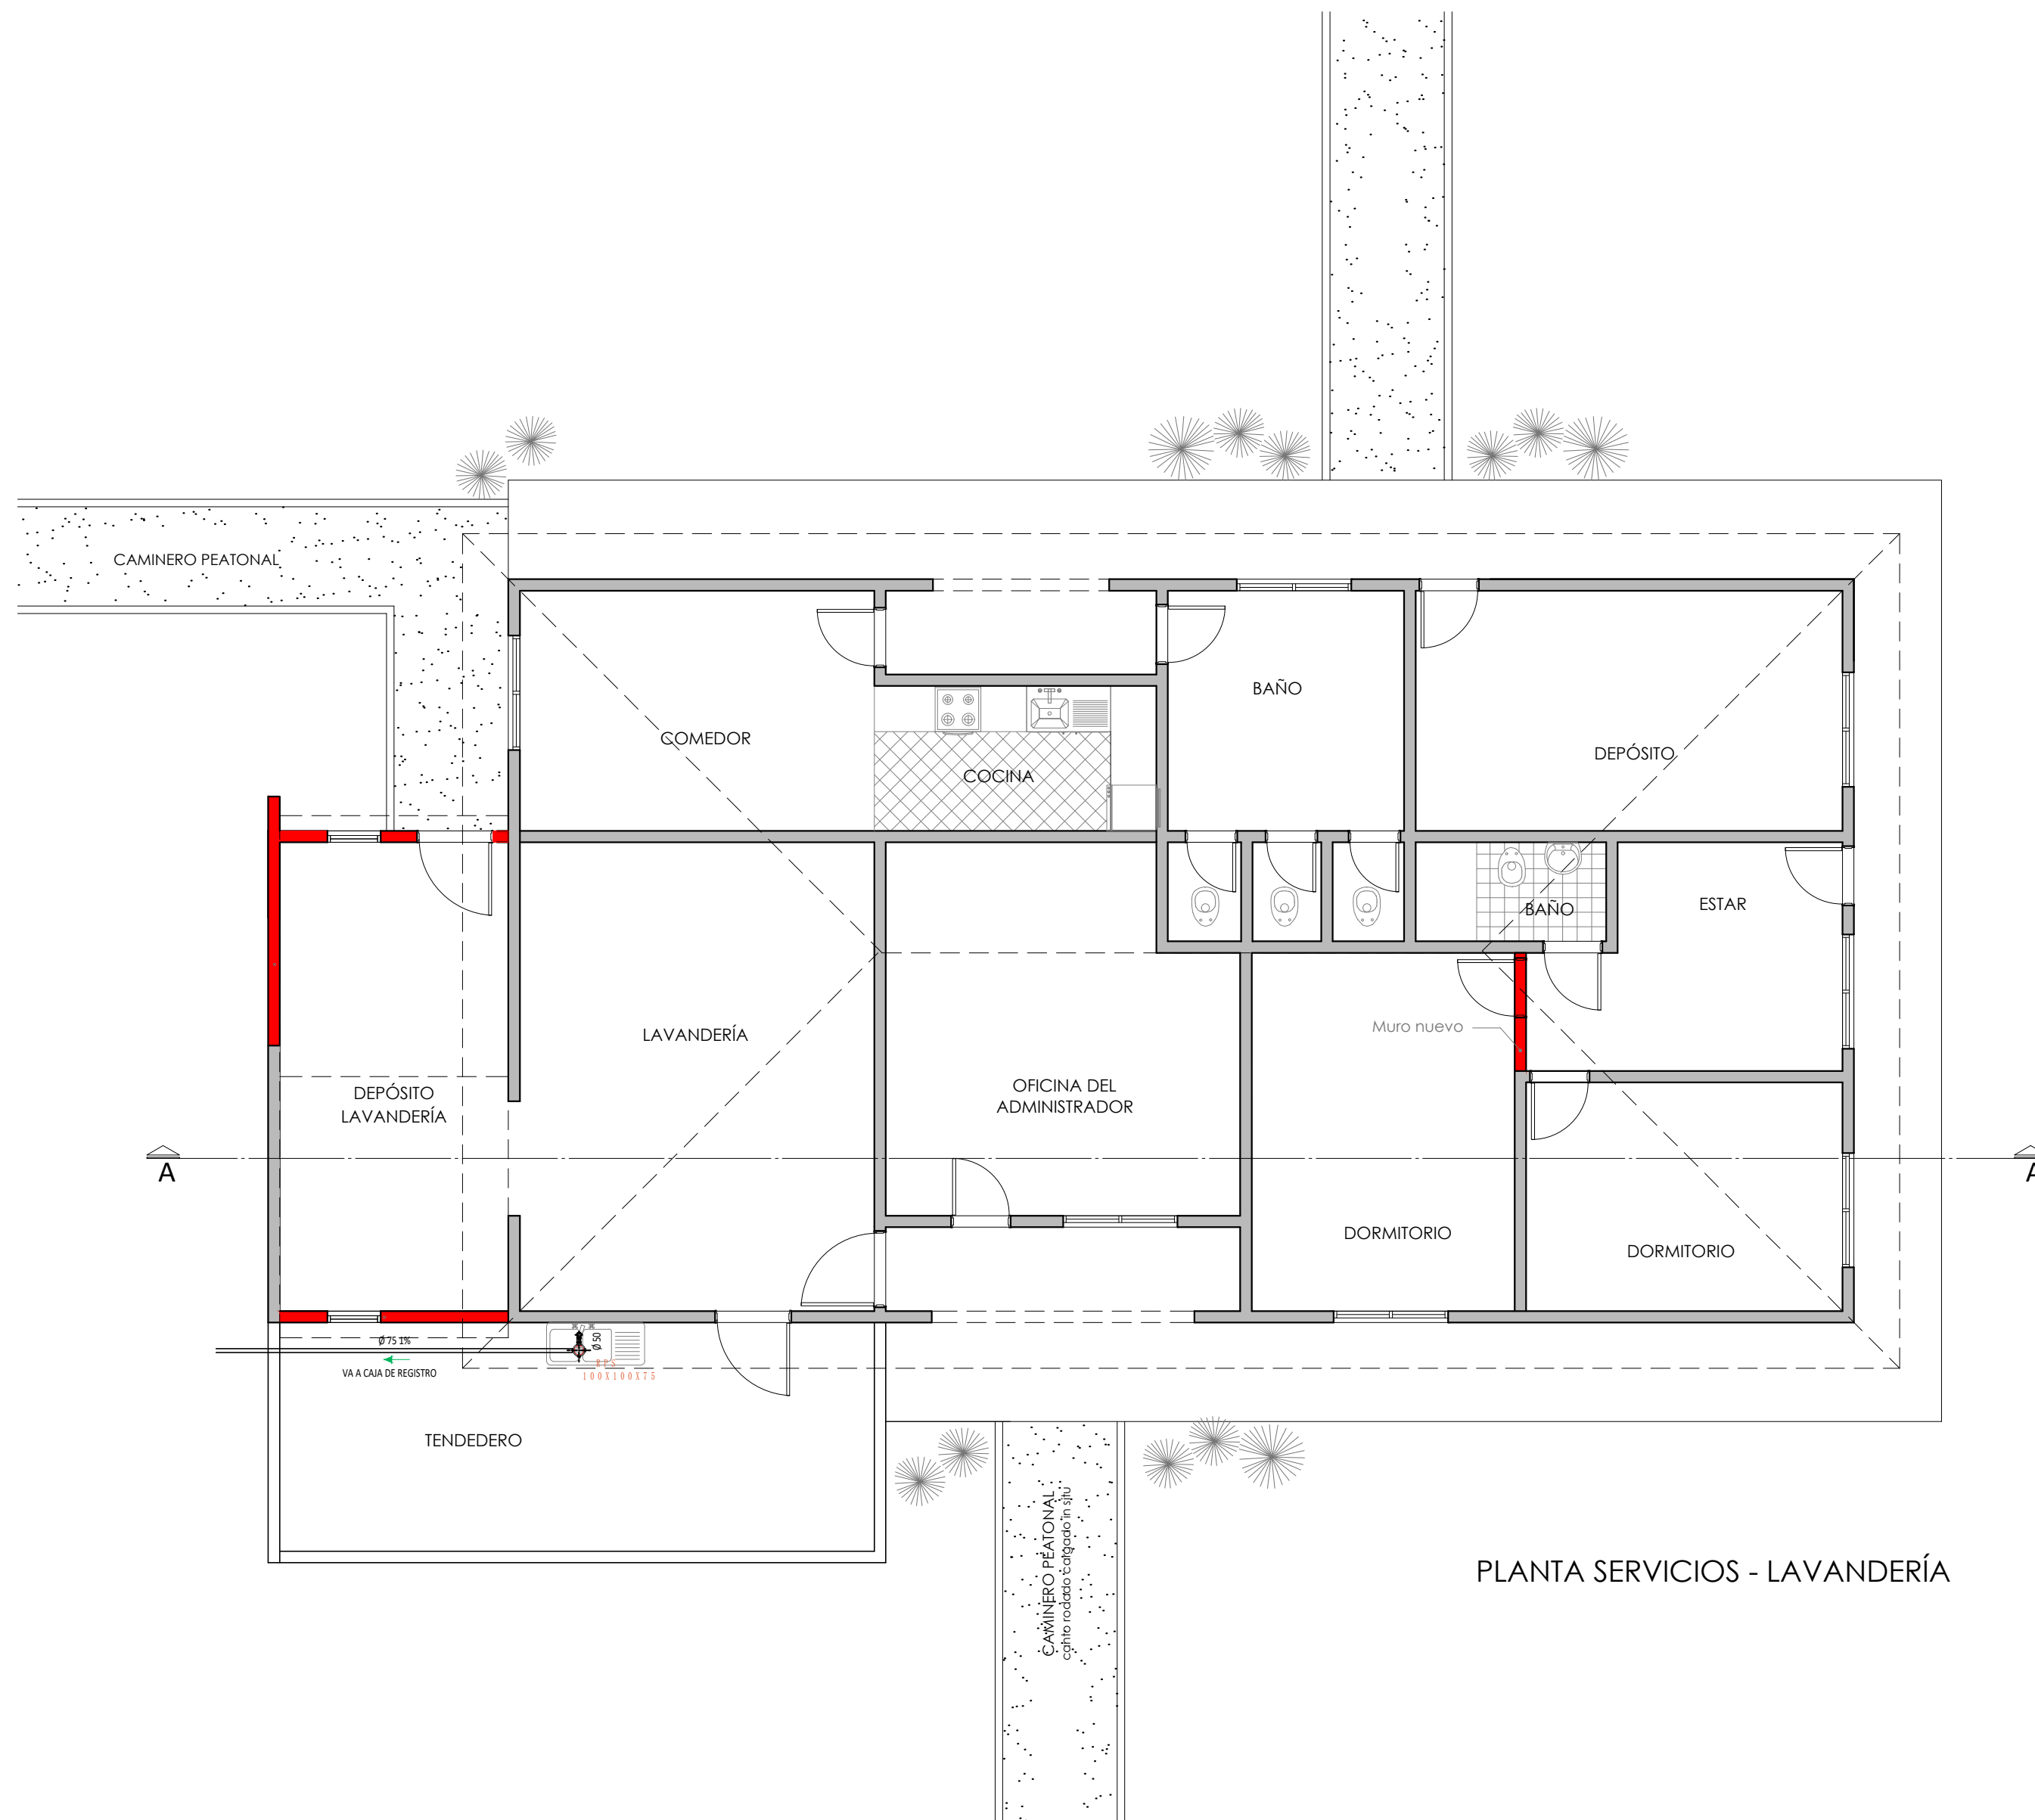 CAMINERO PEATONAL
BAÑO
COMEDOR
DEPÓSITO
COCINA
BAÑO
ESTAR
Muro nuevo
LAVANDERÍA
DEPÓSITO
LAVANDERÍA
OFICINA DEL
ADMINISTRADOR
A
A
DORMITORIO
DORMITORIO
Ø 75 1%
Ø 50
VA A CAJA DE REGISTRO
RPS
100X100X75
TENDEDERO
CAMINERO PEATONAL
canto rodado cargado in situ
PLANTA SERVICIOS - LAVANDERÍA